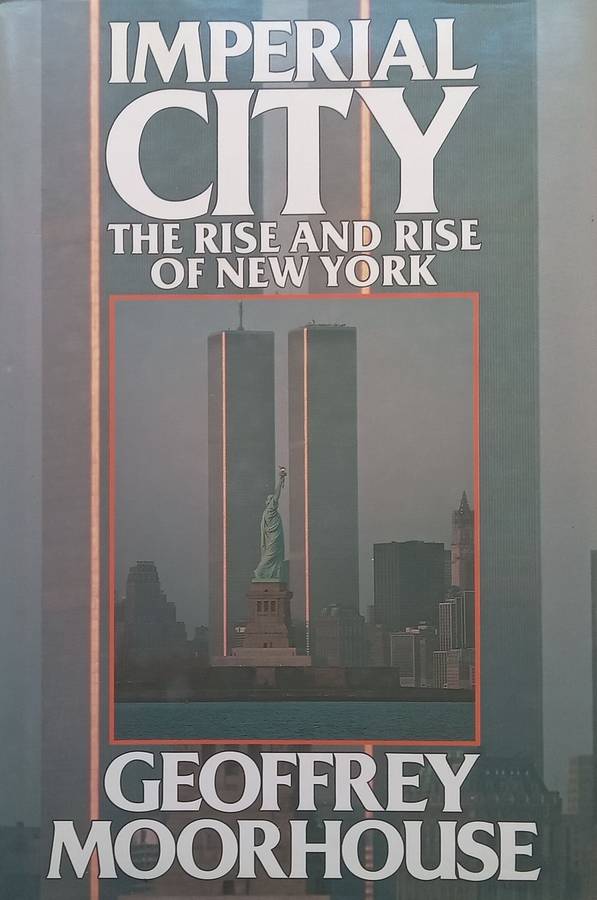 IMPERIAL
CITY
THE RISE AND RISE
OF NEW YORK
GEOFFREY
MOORHOUSE